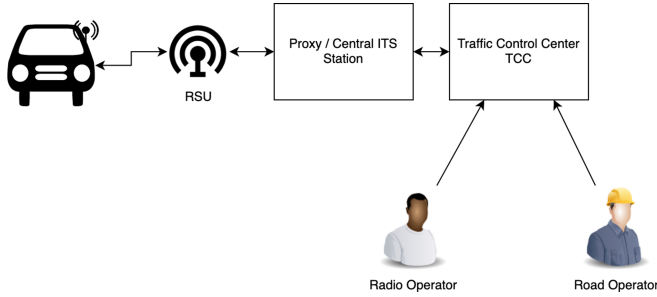 Proxy / Central ITS
Station
Traffic Control Center
TCC
RSU
Radio Operator
Road Operator